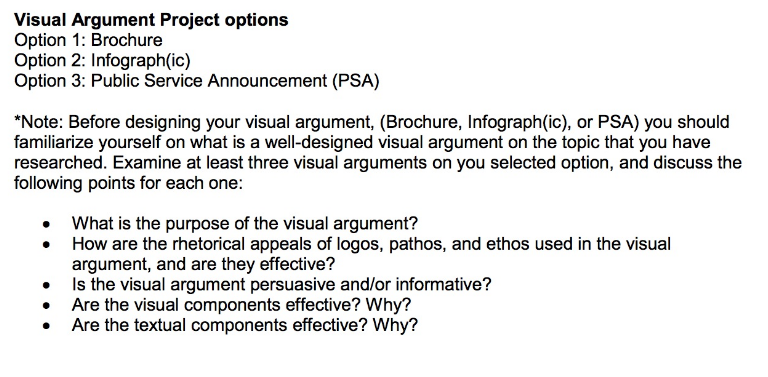 Visual Argument Project options
Option 1: Brochure
Option 2: Infograph(ic)
Option 3: Public Service Announcement (PSA)
*Note: Before designing your visual argument, (Brochure, Infograph(ic), or PSA) you should
familiarize yourself on what is a well-designed visual argument on the topic that you have
researched. Examine at least three visual arguments on you selected option, and discuss the
following points for each one:
• What is the purpose of the visual argument?
• How are the rhetorical appeals of logos, pathos, and ethos used in the visual
argument, and are they effective?
• Is the visual argument persuasive and/or informative?
• Are the visual components effective? Why?
• Are the textual components effective? Why?